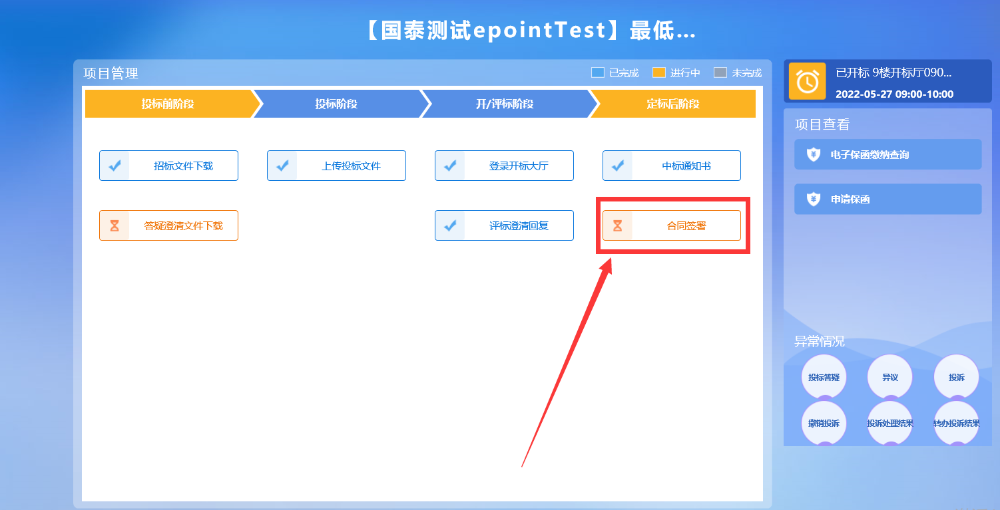 【国泰测试epointTest】最低...
项目管理
已完成 进行中 未完成
投标前阶段 投标阶段 开/评标阶段 定标后阶段
招标文件下载 上传投标文件 登录开标大厅 中标通知书
答疑澄清文件下载 评标澄清回复 合同签署
已开标 9楼开标厅090...
2022-05-27 09:00-10:00
项目查看
电子保函缴纳查询
申请保函
异常情况
投标答疑 异议 投诉
撤销投诉 投诉处理结果 转办投诉结果